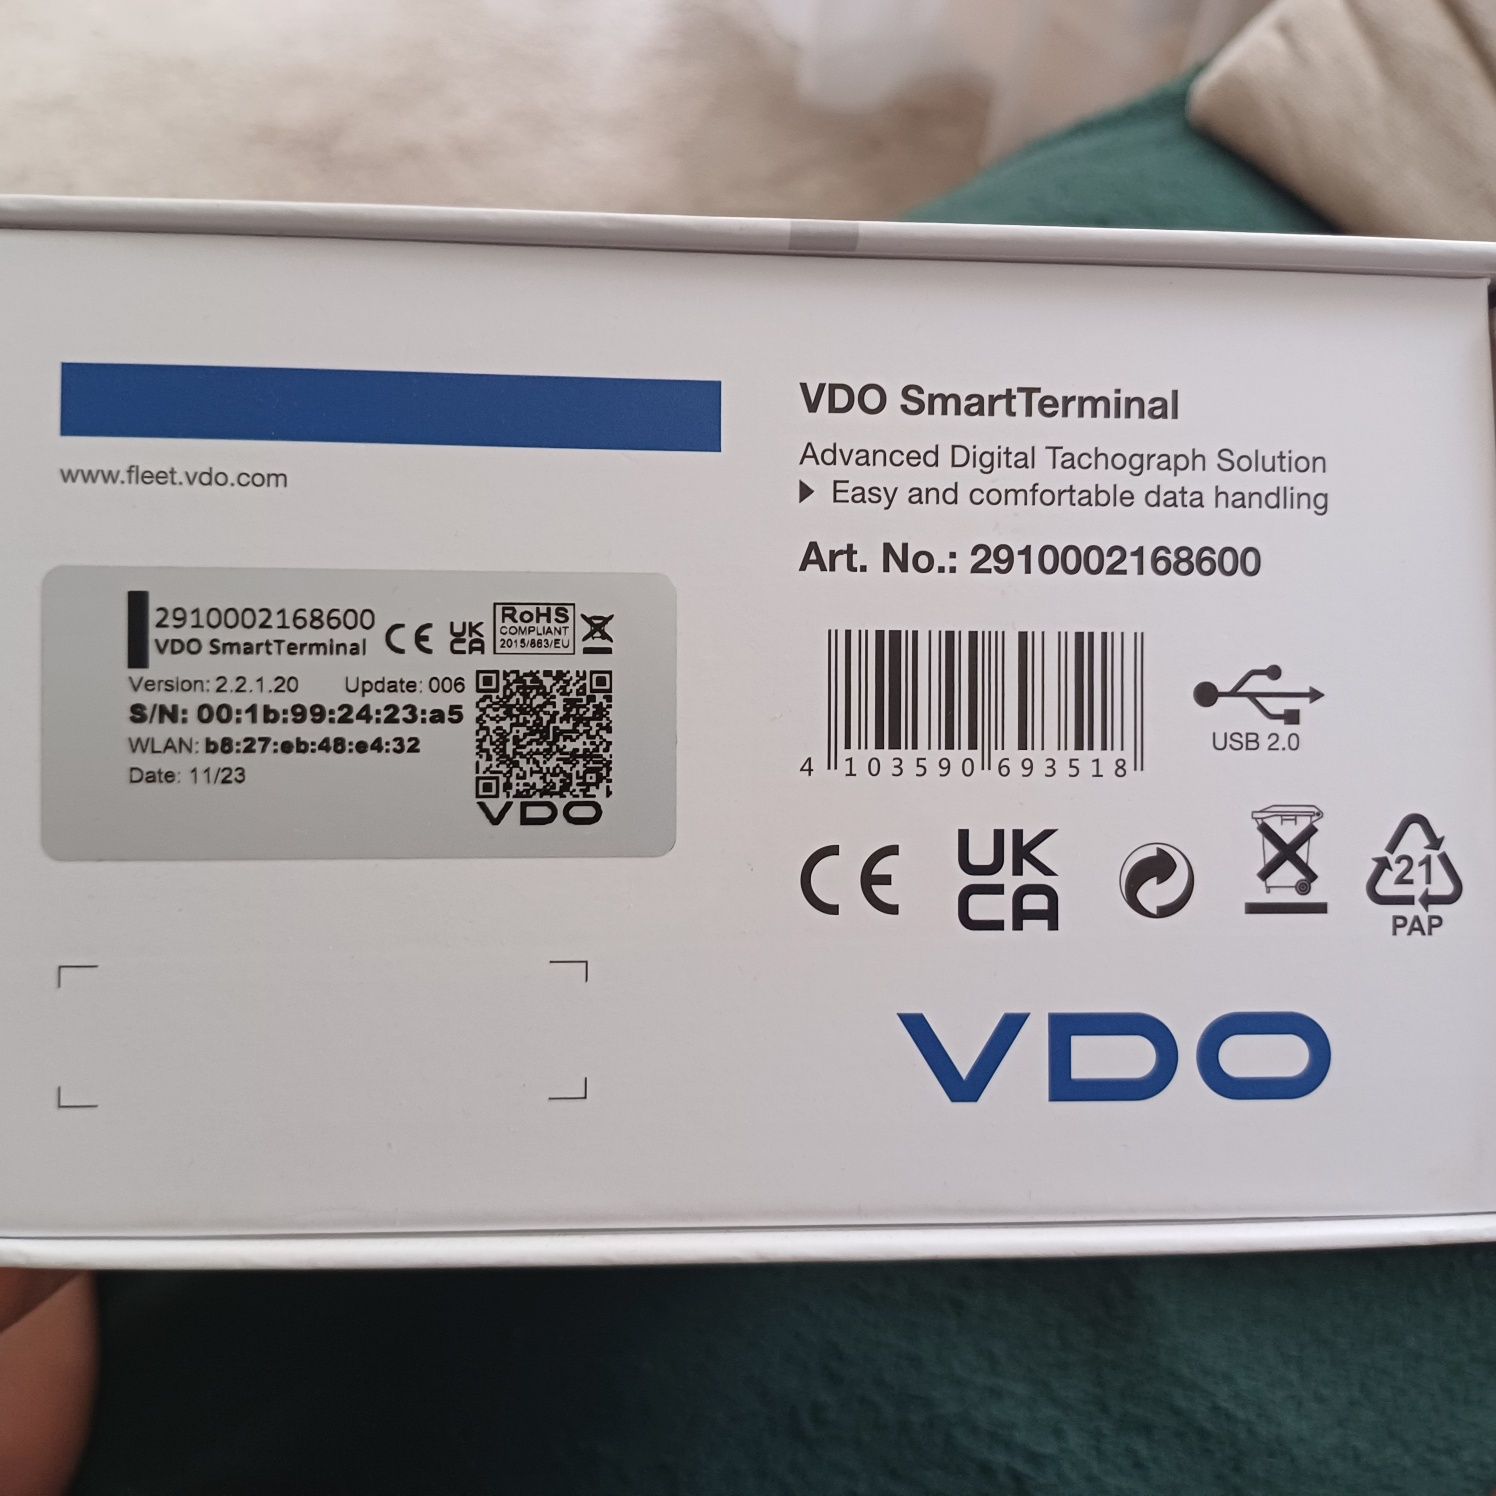 www.fleet.vdo.com
2910002168600
VDO SmartTerminal
CE
UK
CA
RoHS
COMPLIANT
2015/863/EU
Version: 2.2.1.20 Update: 006
S/N: 00:1b:99:24:23:a5
WLAN: b8:27:eb:48:e4:32
Date: 11/23
VDO
VDO SmartTerminal
Advanced Digital Tachograph Solution
Easy and comfortable data handling
Art. No.: 2910002168600
4 103590 693518
USB 2.0
CE
UK
CA
21
PAP
VDO